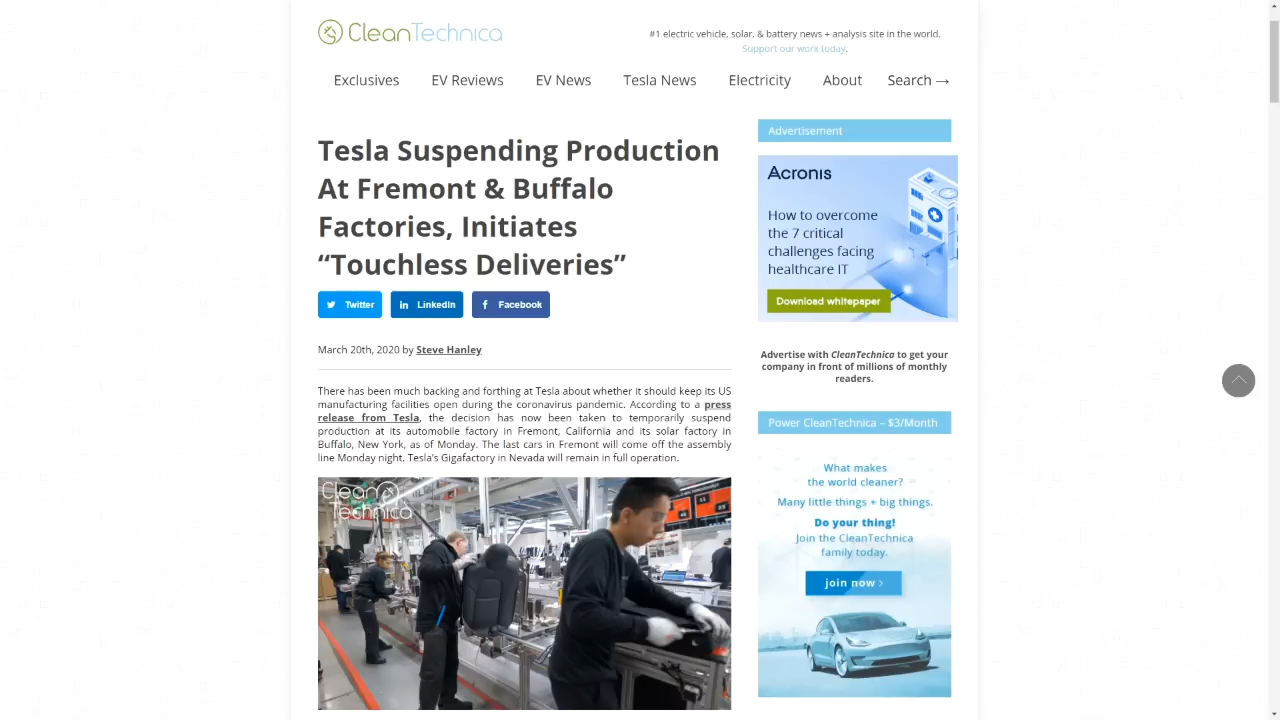 CleanTechnica
#1 electric vehicle, solar, & battery news + analysis site in the world.
Support our work today.
Exclusives EV Reviews EV News Tesla News Electricity About Search →
Tesla Suspending Production
At Fremont & Buffalo
Factories, Initiates
“Touchless Deliveries”
Twitter LinkedIn Facebook
March 20th, 2020 by Steve Hanley
There has been much backing and forthing at Tesla about whether it should keep its US
manufacturing facilities open during the coronavirus pandemic. According to a press
release from Tesla, the decision has now been taken to temporarily suspend
production at its automobile factory in Fremont, California and its solar factory in
Buffalo, New York, as of Monday. The last cars in Fremont will come off the assembly
line Monday night. Tesla’s Gigafactory in Nevada will remain in full operation.
Clean
Technica
Advertisement
Acronis
How to overcome
the 7 critical
challenges facing
healthcare IT
Download whitepaper
Advertise with CleanTechnica to get your
company in front of millions of monthly
readers.
Power CleanTechnica – $3/Month
What makes
the world cleaner?
Many little things + big things.
Do your thing!
Join the CleanTechnica
family today.
join now >